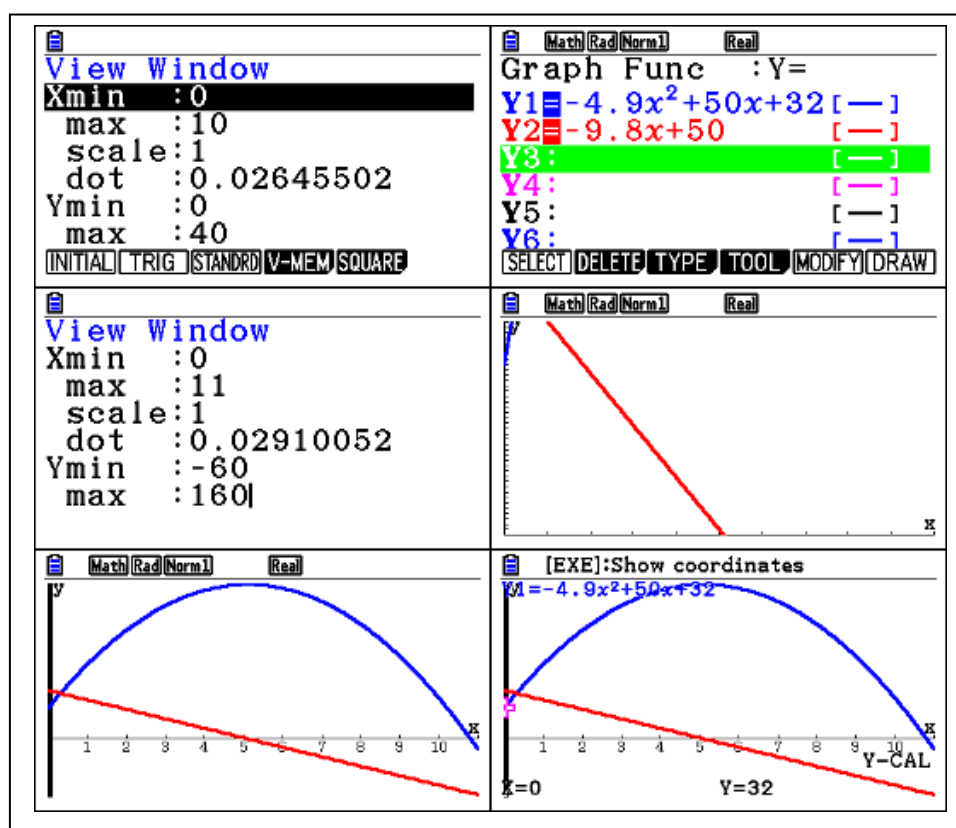 View Window
Xmin :0
max :10
scale:1
dot :0.02645502
Ymin :0
max :40
INITIAL TRIG STANDRD V-MEM SQUARE
Math Rad Norm1 Real
Graph Func :Y=
Y1=-4.9x²+50x+32 [—]
Y2=-9.8x+50 [—]
Y3: [—]
Y4: [—]
Y5: [—]
Y6: [—]
SELECT DELETE TYPE TOOL MODIFY DRAW
View Window
Xmin :0
max :11
scale:1
dot :0.02910052
Ymin :-60
max :160
Math Rad Norm1 Real
y
x
Math Rad Norm1 Real
y
x
1 2 3 4 5 6 7 8 9 10
[EXE]:Show coordinates
Y1=-4.9x²+50x+32
x
1 2 3 4 5 6 7 8 9 10
Y-CAL
X=0 Y=32